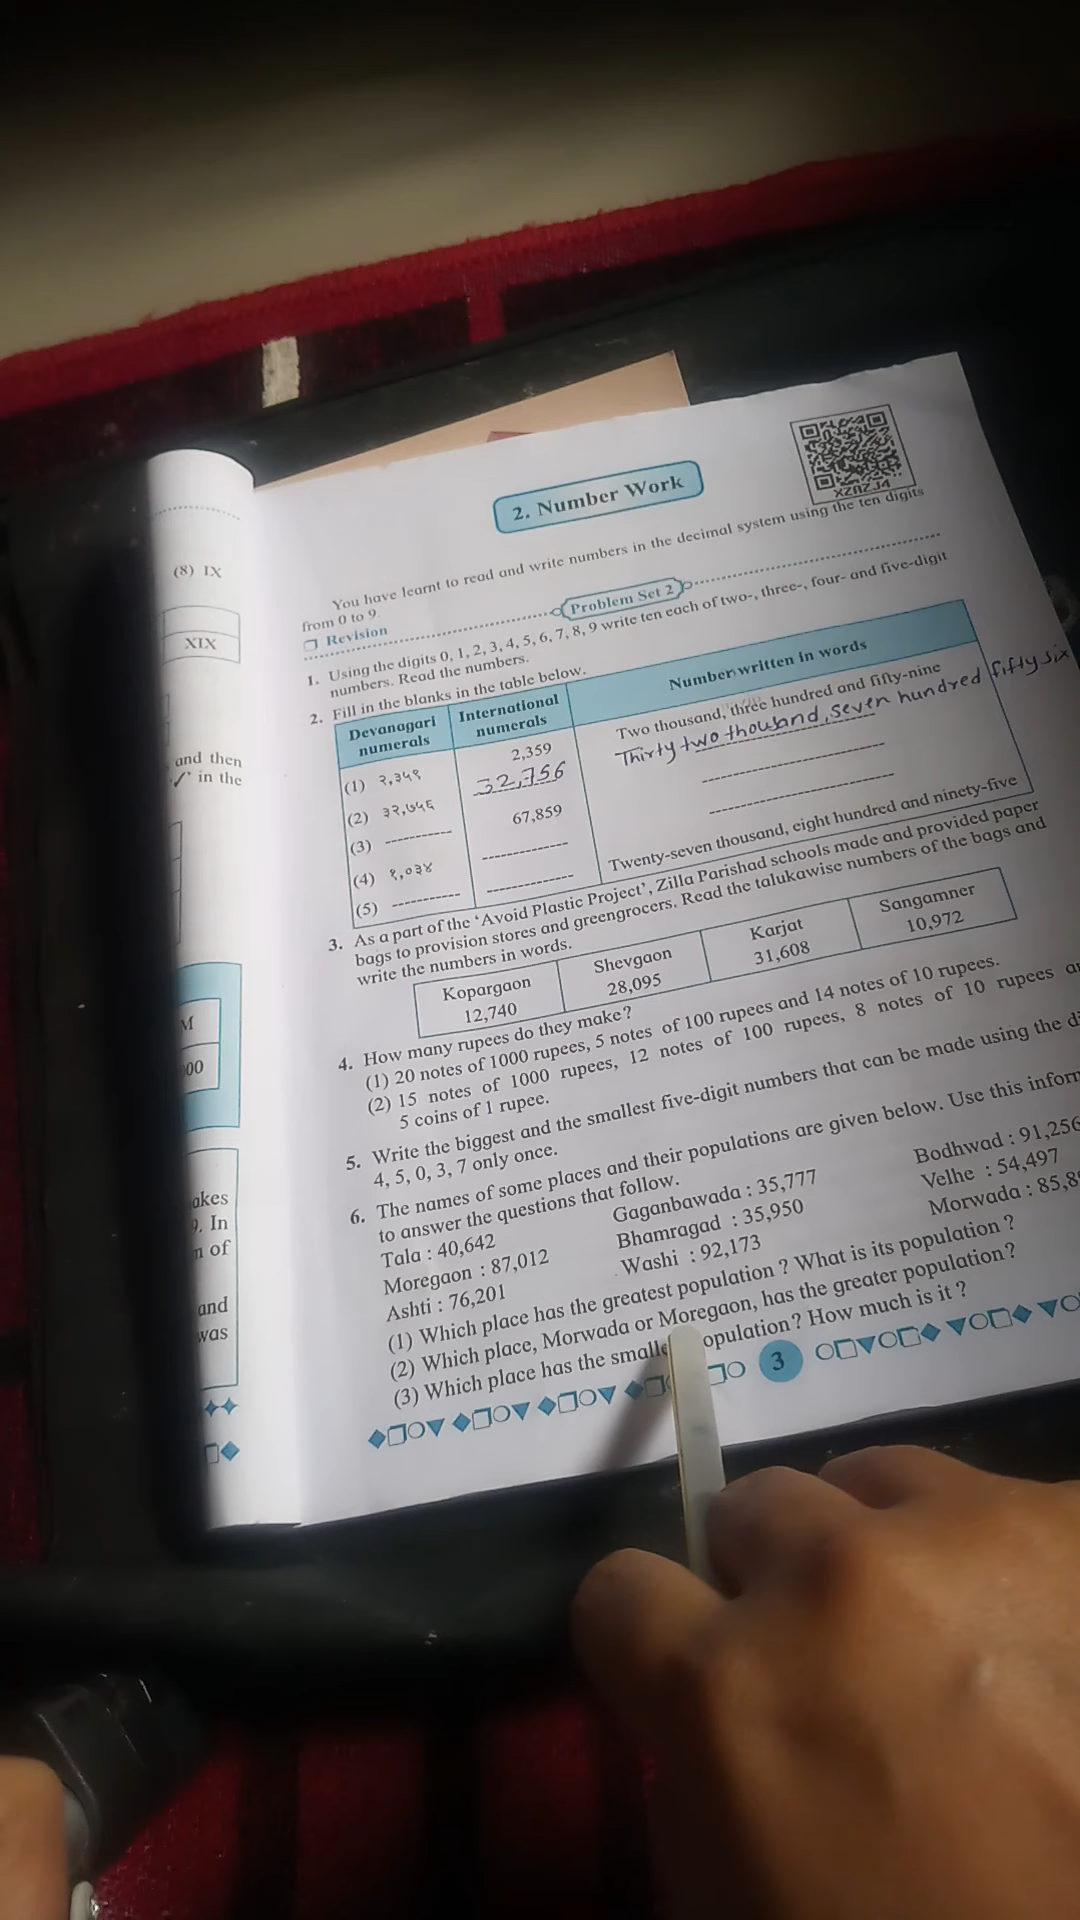 (8) IX
XIX
and then
in the
M
00
akes
). In
n of
and
was
XZAZJ4
2. Number Work
You have learnt to read and write numbers in the decimal system using the ten digits
from 0 to 9.
Revision
Problem Set 2
1. Using the digits 0, 1, 2, 3, 4, 5, 6, 7, 8, 9 write ten each of two-, three-, four- and five-digit
numbers. Read the numbers.
2. Fill in the blanks in the table below.
Devanagari numerals International numerals Number written in words
(1) २,३५९ 2,359 Two thousand, three hundred and fifty-nine
(2) ३२,७५६ 32,756 Thirty two thousand, seven hundred fifty six
(3) 67,859
(4) १,०३४
(5) Twenty-seven thousand, eight hundred and ninety-five
3. As a part of the ‘Avoid Plastic Project’, Zilla Parishad schools made and provided paper
bags to provision stores and greengrocers. Read the talukawise numbers of the bags and
write the numbers in words.
Kopargaon Shevgaon Karjat Sangamner
12,740 28,095 31,608 10,972
4. How many rupees do they make?
(1) 20 notes of 1000 rupees, 5 notes of 100 rupees and 14 notes of 10 rupees.
(2) 15 notes of 1000 rupees, 12 notes of 100 rupees, 8 notes of 10 rupees
5 coins of 1 rupee.
5. Write the biggest and the smallest five-digit numbers that can be made using the
4, 5, 0, 3, 7 only once.
6. The names of some places and their populations are given below. Use this inform
to answer the questions that follow.
Tala : 40,642 Gaganbawada : 35,777 Bodhwad : 91,256
Moregaon : 87,012 Bhamragad : 35,950 Velhe : 54,497
Ashti : 76,201 Washi : 92,173 Morwada : 85,8
(1) Which place has the greatest population ? What is its population ?
(2) Which place, Morwada or Moregaon, has the greater population ?
(3) Which place has the smalle opulation ? How much is it ?
3